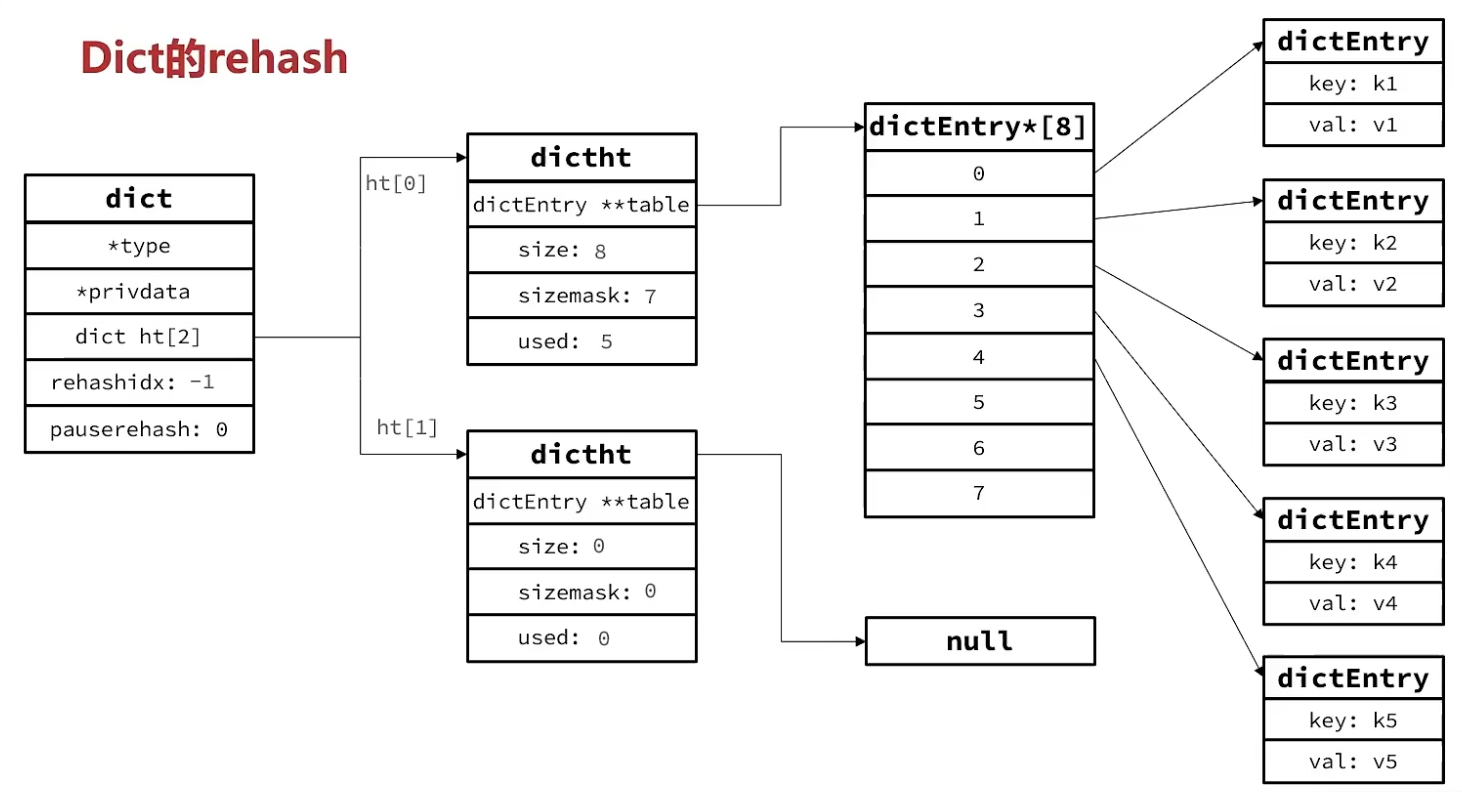 Dict的rehash
dict
*type
*privdata
dict ht[2]
rehashidx: -1
pauserehash: 0
ht[0]
dictht
dictEntry **table
size: 8
sizemask: 7
used: 5
ht[1]
dictht
dictEntry **table
size: 0
sizemask: 0
used: 0
dictEntry*[8]
0
1
2
3
4
5
6
7
null
dictEntry
key: k1
val: v1
dictEntry
key: k2
val: v2
dictEntry
key: k3
val: v3
dictEntry
key: k4
val: v4
dictEntry
key: k5
val: v5